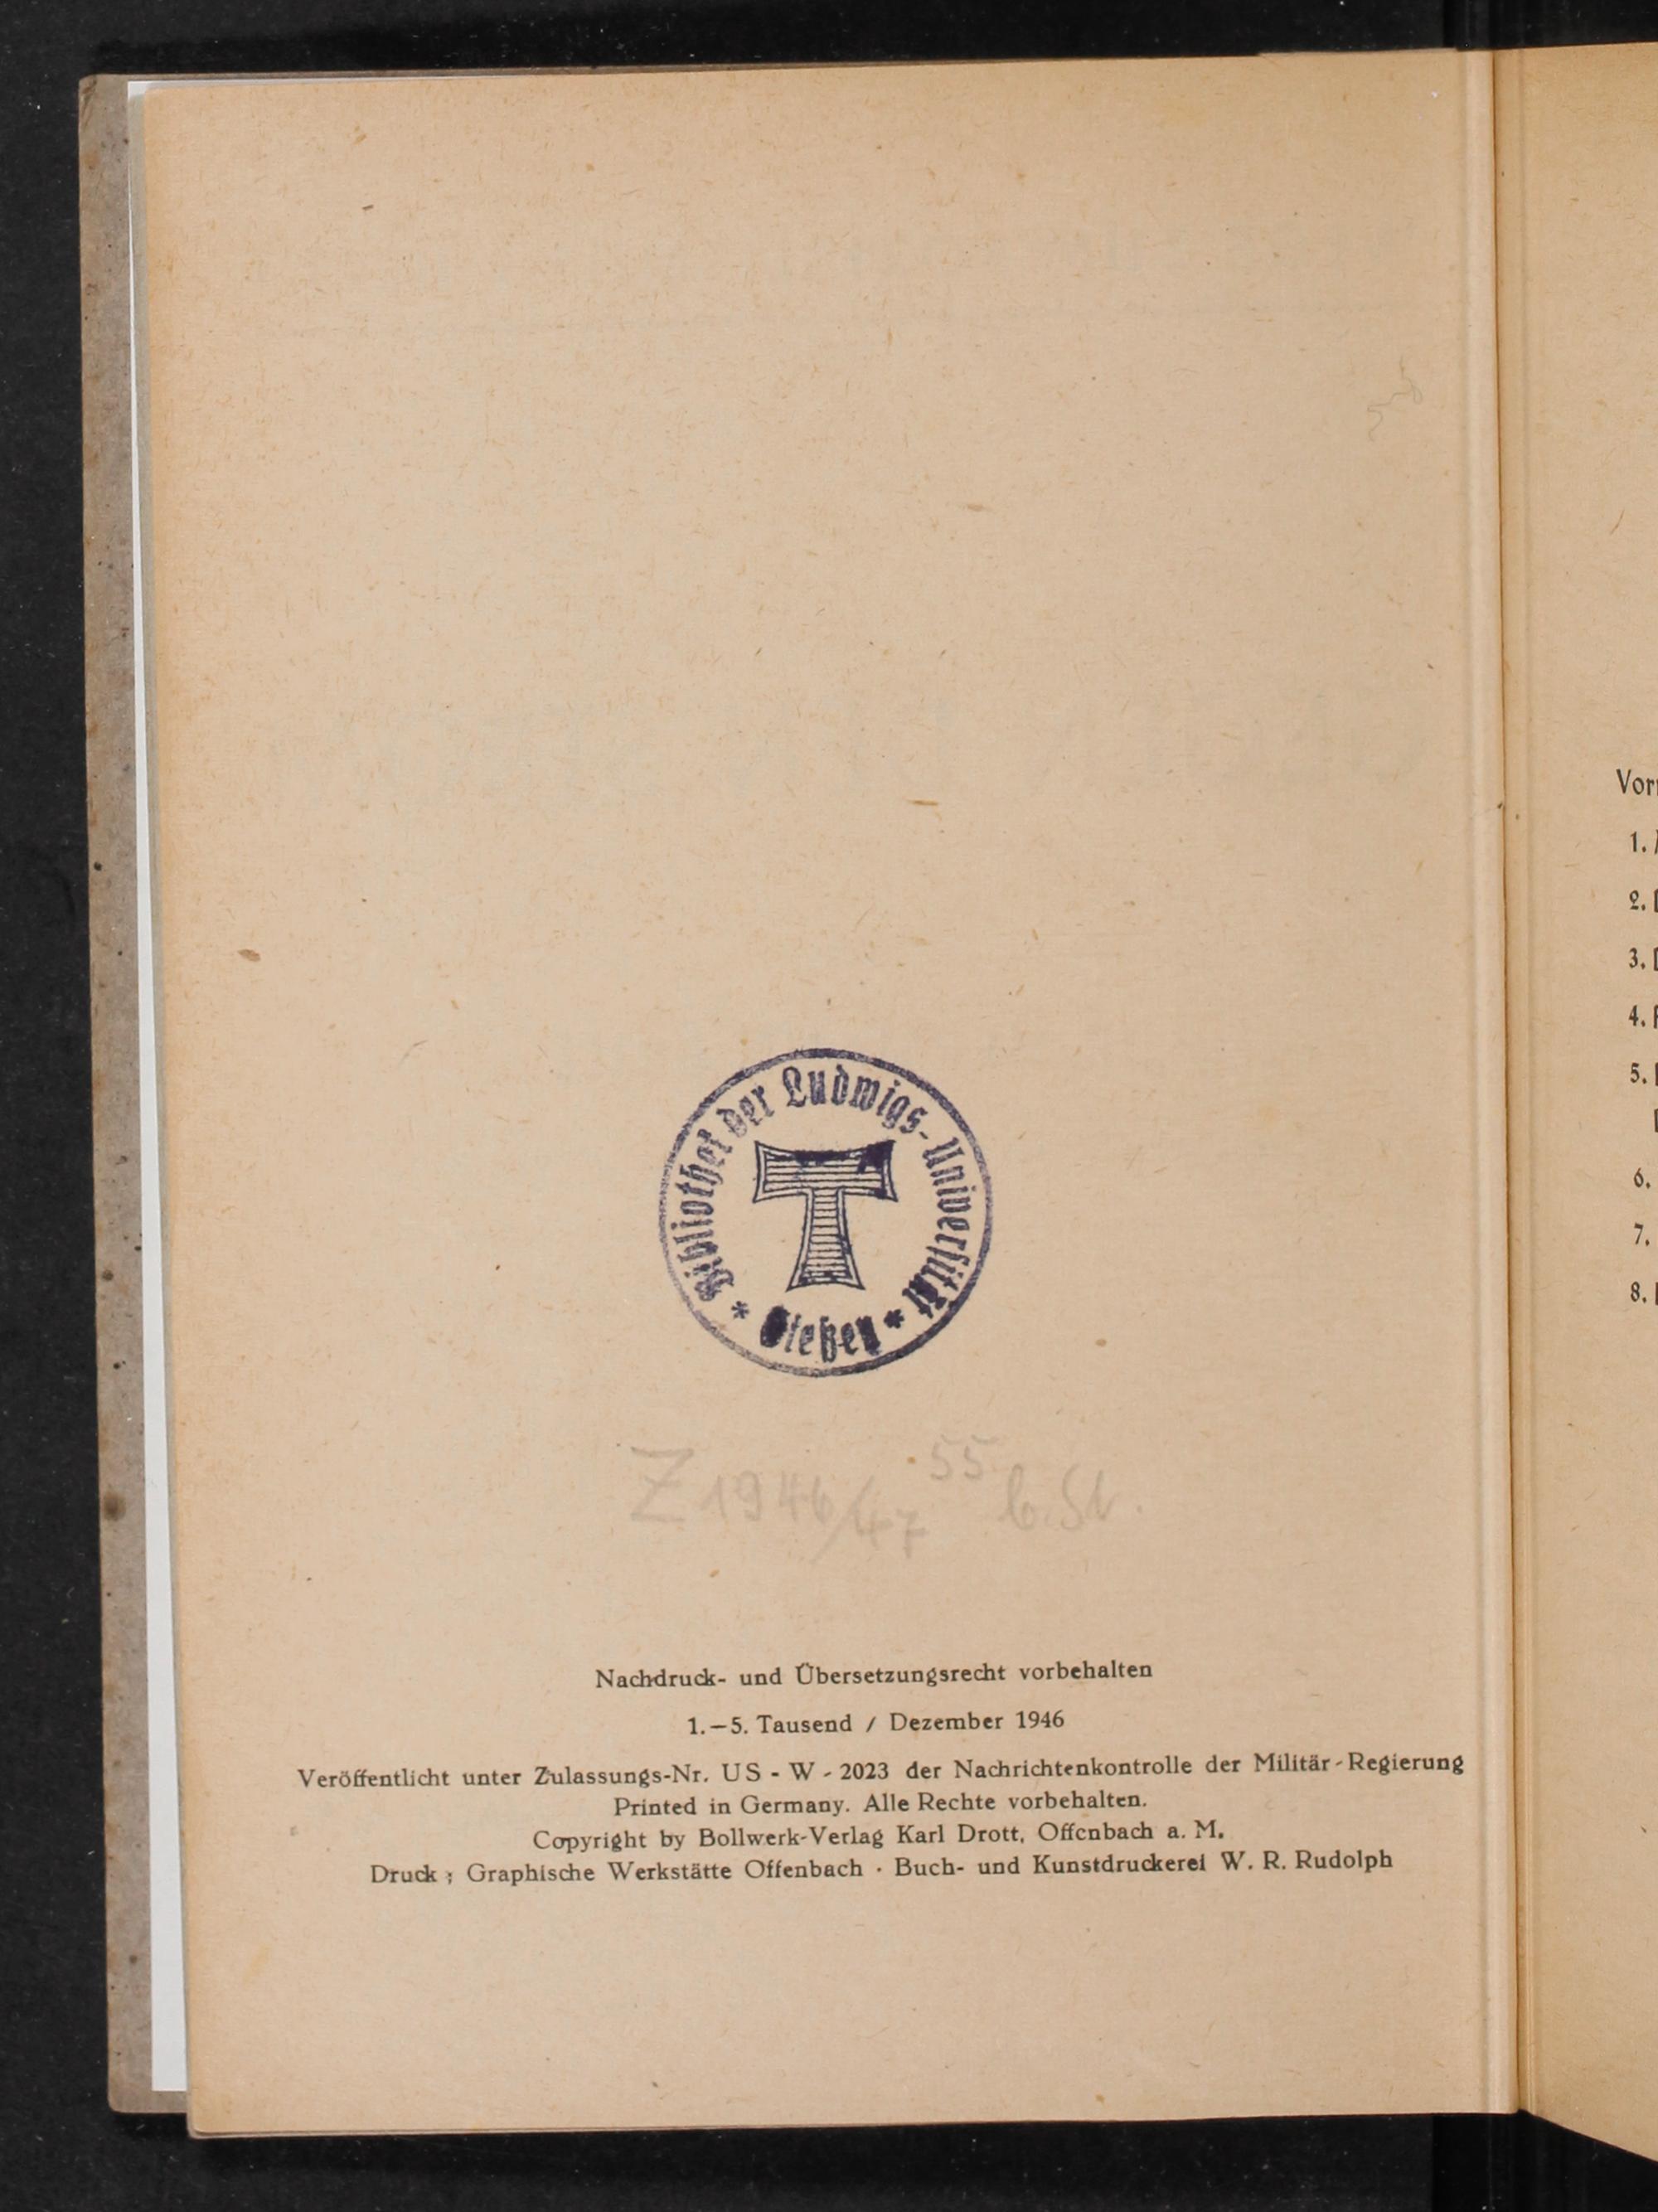 Bibliothek der Ludwigs-Universität
* Gießen *
Z 1946/47 55
Nachdruck- und Übersetzungsrecht vorbehalten
1.–5. Tausend / Dezember 1946
Veröffentlicht unter Zulassungs-Nr. US - W - 2023 der Nachrichtenkontrolle der Militär-Regierung
Printed in Germany. Alle Rechte vorbehalten.
Copyright by Bollwerk-Verlag Karl Drott, Offenbach a. M.
Druck: Graphische Werkstätte Offenbach · Buch- und Kunstdruckerei W. R. Rudolph
1.
2.
3.
4.
5.
6.
7.
8.